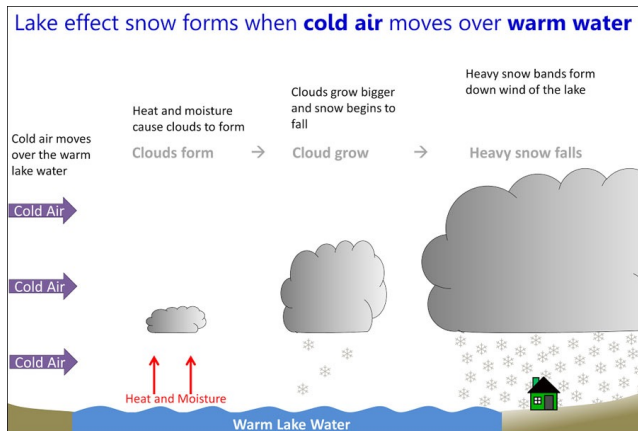 Lake effect snow forms when cold air moves over warm water
Cold air moves
over the warm
lake water
Heat and moisture
cause clouds to form
Clouds grow bigger
and snow begins to
fall
Heavy snow bands form
down wind of the lake
Clouds form → Cloud grow → Heavy snow falls
Cold Air
Cold Air
Cold Air
Heat and Moisture
Warm Lake Water